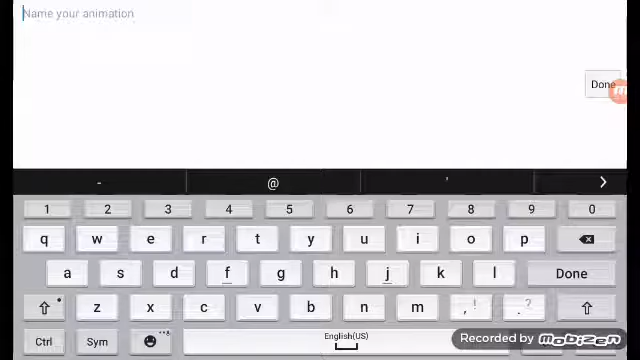 Name your animation
Done
- @ '
1 2 3 4 5 6 7 8 9 0
q w e r t y u i o p
a s d f g h j k l Done
z x c v b n m , ! . ?
Ctrl Sym English(US)
Recorded by MOBIZEN